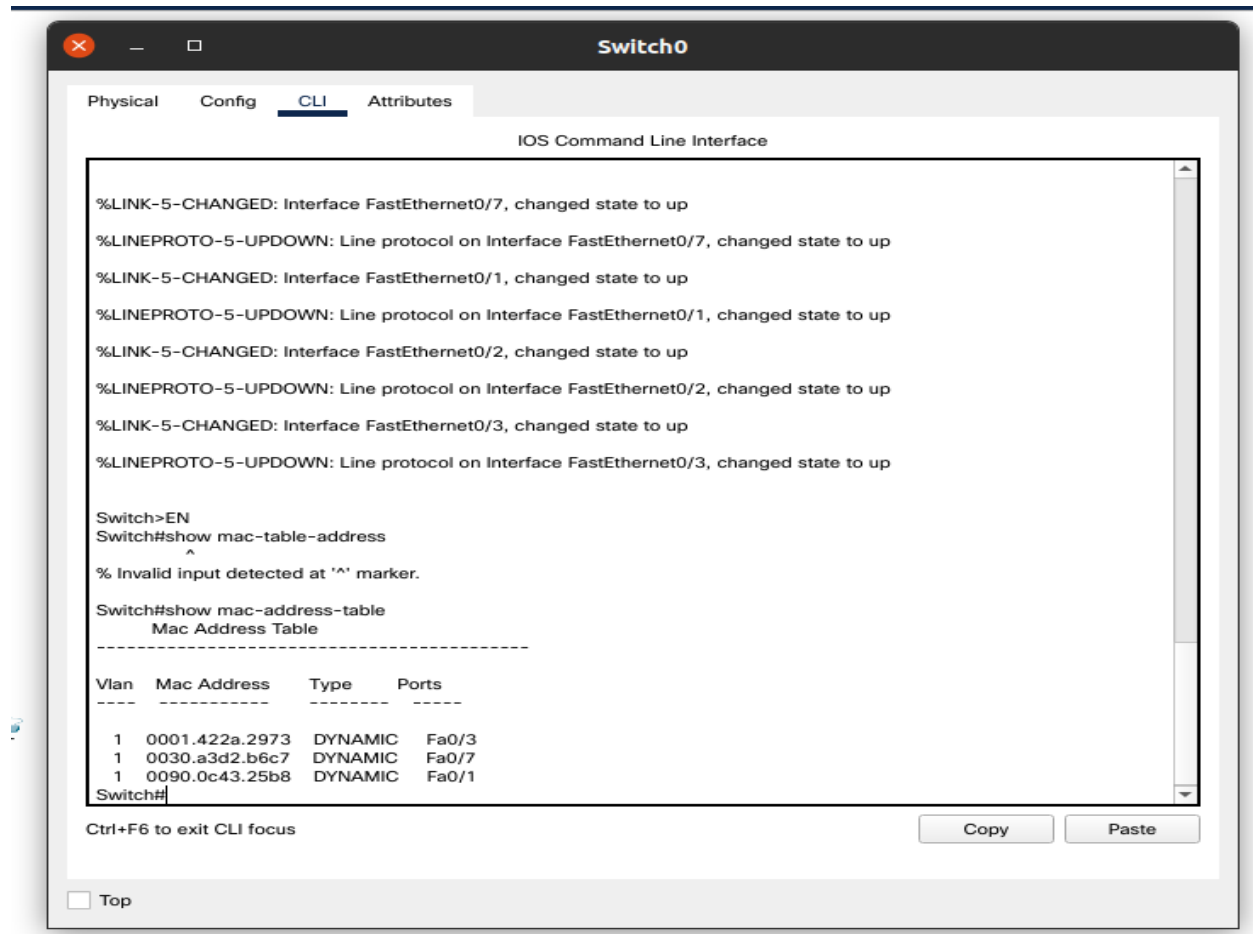 Switch0
Physical Config CLI Attributes
IOS Command Line Interface
%LINK-5-CHANGED: Interface FastEthernet0/7, changed state to up
%LINEPROTO-5-UPDOWN: Line protocol on Interface FastEthernet0/7, changed state to up
%LINK-5-CHANGED: Interface FastEthernet0/1, changed state to up
%LINEPROTO-5-UPDOWN: Line protocol on Interface FastEthernet0/1, changed state to up
%LINK-5-CHANGED: Interface FastEthernet0/2, changed state to up
%LINEPROTO-5-UPDOWN: Line protocol on Interface FastEthernet0/2, changed state to up
%LINK-5-CHANGED: Interface FastEthernet0/3, changed state to up
%LINEPROTO-5-UPDOWN: Line protocol on Interface FastEthernet0/3, changed state to up
Switch>EN
Switch#show mac-table-address
^
% Invalid input detected at '^' marker.
Switch#show mac-address-table
Mac Address Table
-------------------------------------------
Vlan Mac Address Type Ports
---- ----------- -------- -----
1 0001.422a.2973 DYNAMIC Fa0/3
1 0030.a3d2.b6c7 DYNAMIC Fa0/7
1 0090.0c43.25b8 DYNAMIC Fa0/1
Switch#
Ctrl+F6 to exit CLI focus
Copy Paste
Top